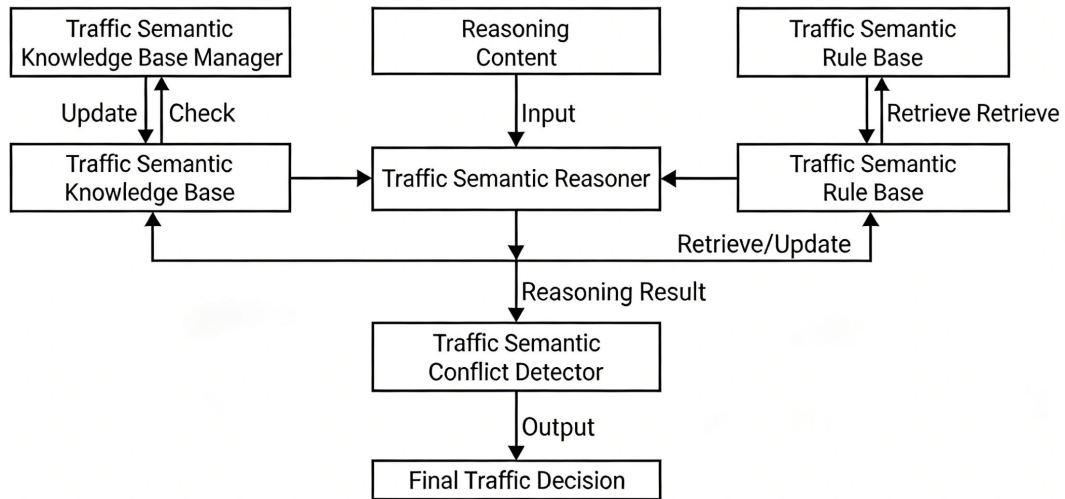 Traffic Semantic
Knowledge Base Manager
Reasoning
Content
Traffic Semantic
Rule Base
Update
Check
Input
Retrieve Retrieve
Traffic Semantic
Knowledge Base
Traffic Semantic Reasoner
Traffic Semantic
Rule Base
Retrieve/Update
Reasoning Result
Traffic Semantic
Conflict Detector
Output
Final Traffic Decision